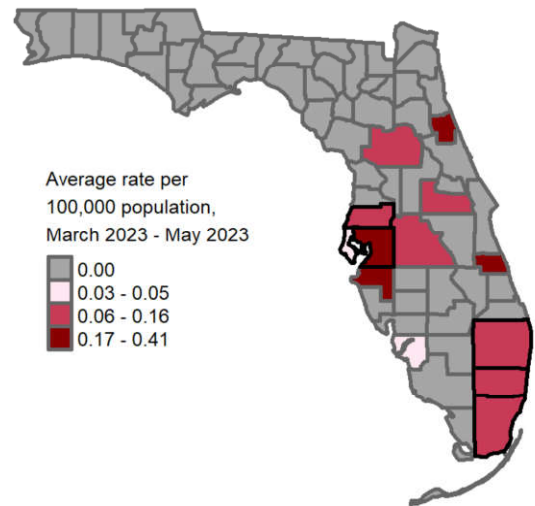 Average rate per
100,000 population,
March 2023 - May 2023
0.00
0.03 - 0.05
0.06 - 0.16
0.17 - 0.41